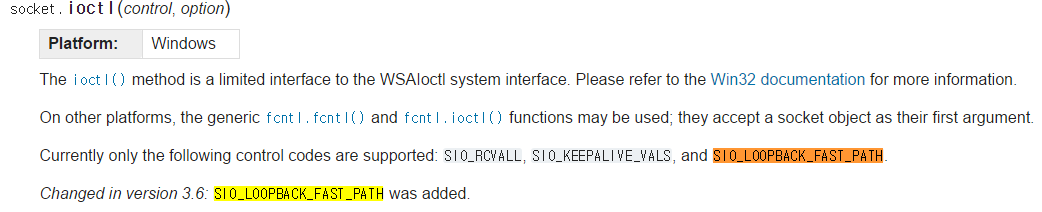 socket.ioctl(control, option)
Platform: Windows
The ioctl() method is a limited interface to the WSAIoctl system interface. Please refer to the Win32 documentation for more information.
On other platforms, the generic fcntl.fcntl() and fcntl.ioctl() functions may be used; they accept a socket object as their first argument.
Currently only the following control codes are supported: SIO_RCVALL, SIO_KEEPALIVE_VALS, and SIO_LOOPBACK_FAST_PATH.
Changed in version 3.6: SIO_LOOPBACK_FAST_PATH was added.